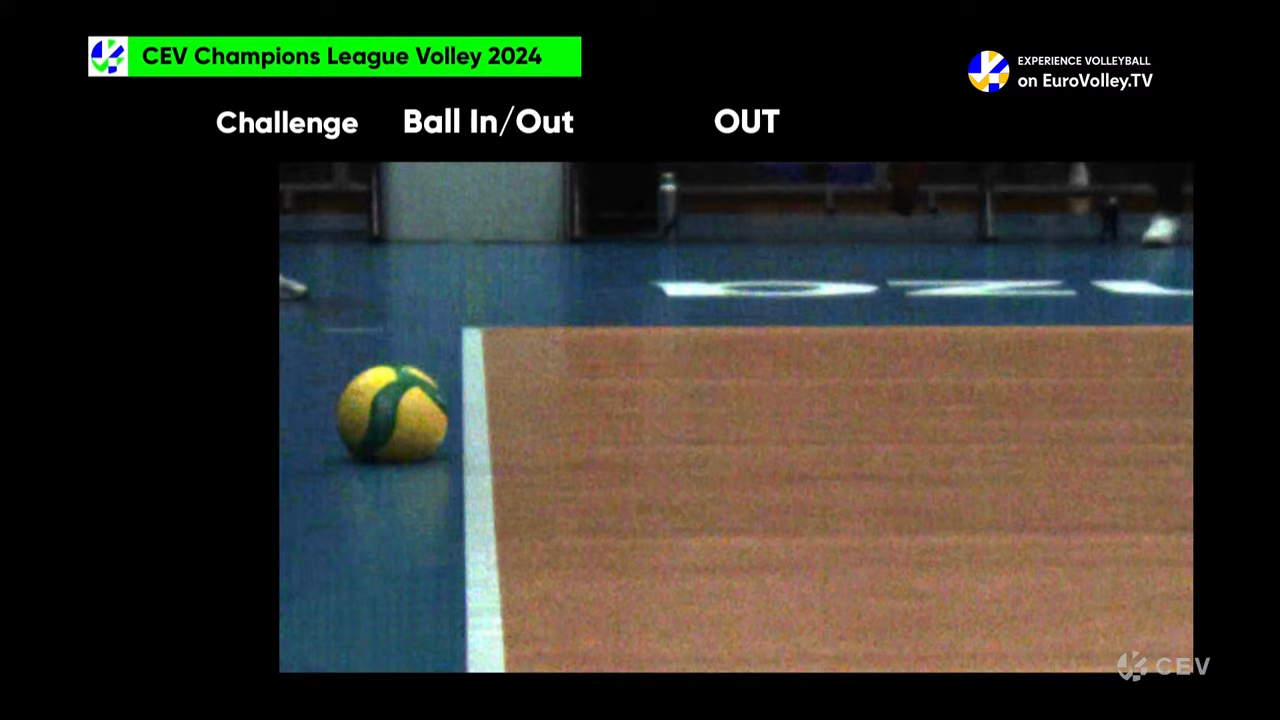 CEV Champions League Volley 2024
EXPERIENCE VOLLEYBALL
on EuroVolley.TV
Challenge Ball In/Out OUT
CEV